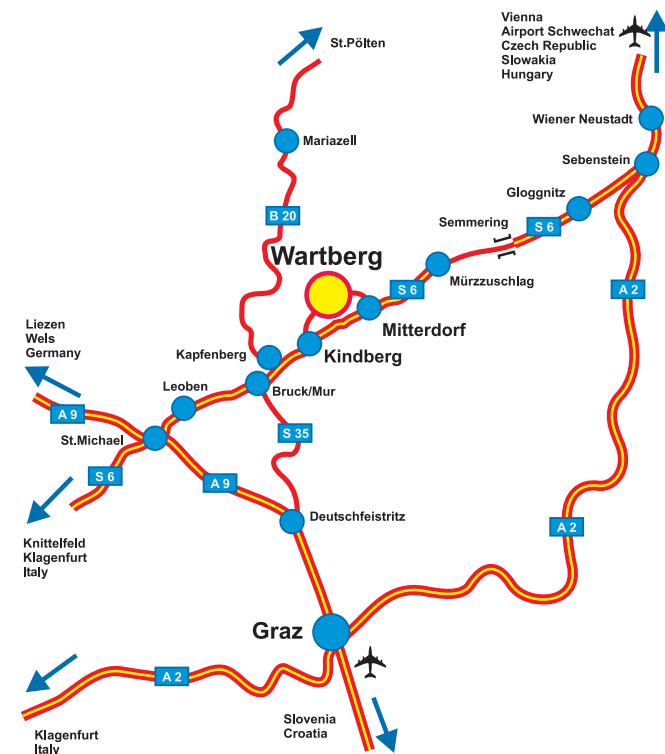 Vienna
Airport Schwechat
Czech Republic
Slowakia
Hungary
St.Pölten
Wiener Neustadt
Mariazell
Sebenstein
Gloggnitz
B 20
Semmering
S 6
Wartberg
Mürzzuschlag
S 6
A 2
Mitterdorf
Liezen
Wels
Germany
Kapfenberg
Kindberg
Leoben
Bruck/Mur
A 9
S 35
St.Michael
S 6
A 9
Deutschfeistritz
A 2
Knittelfeld
Klagenfurt
Italy
Graz
A 2
Slovenia
Croatia
Klagenfurt
Italy